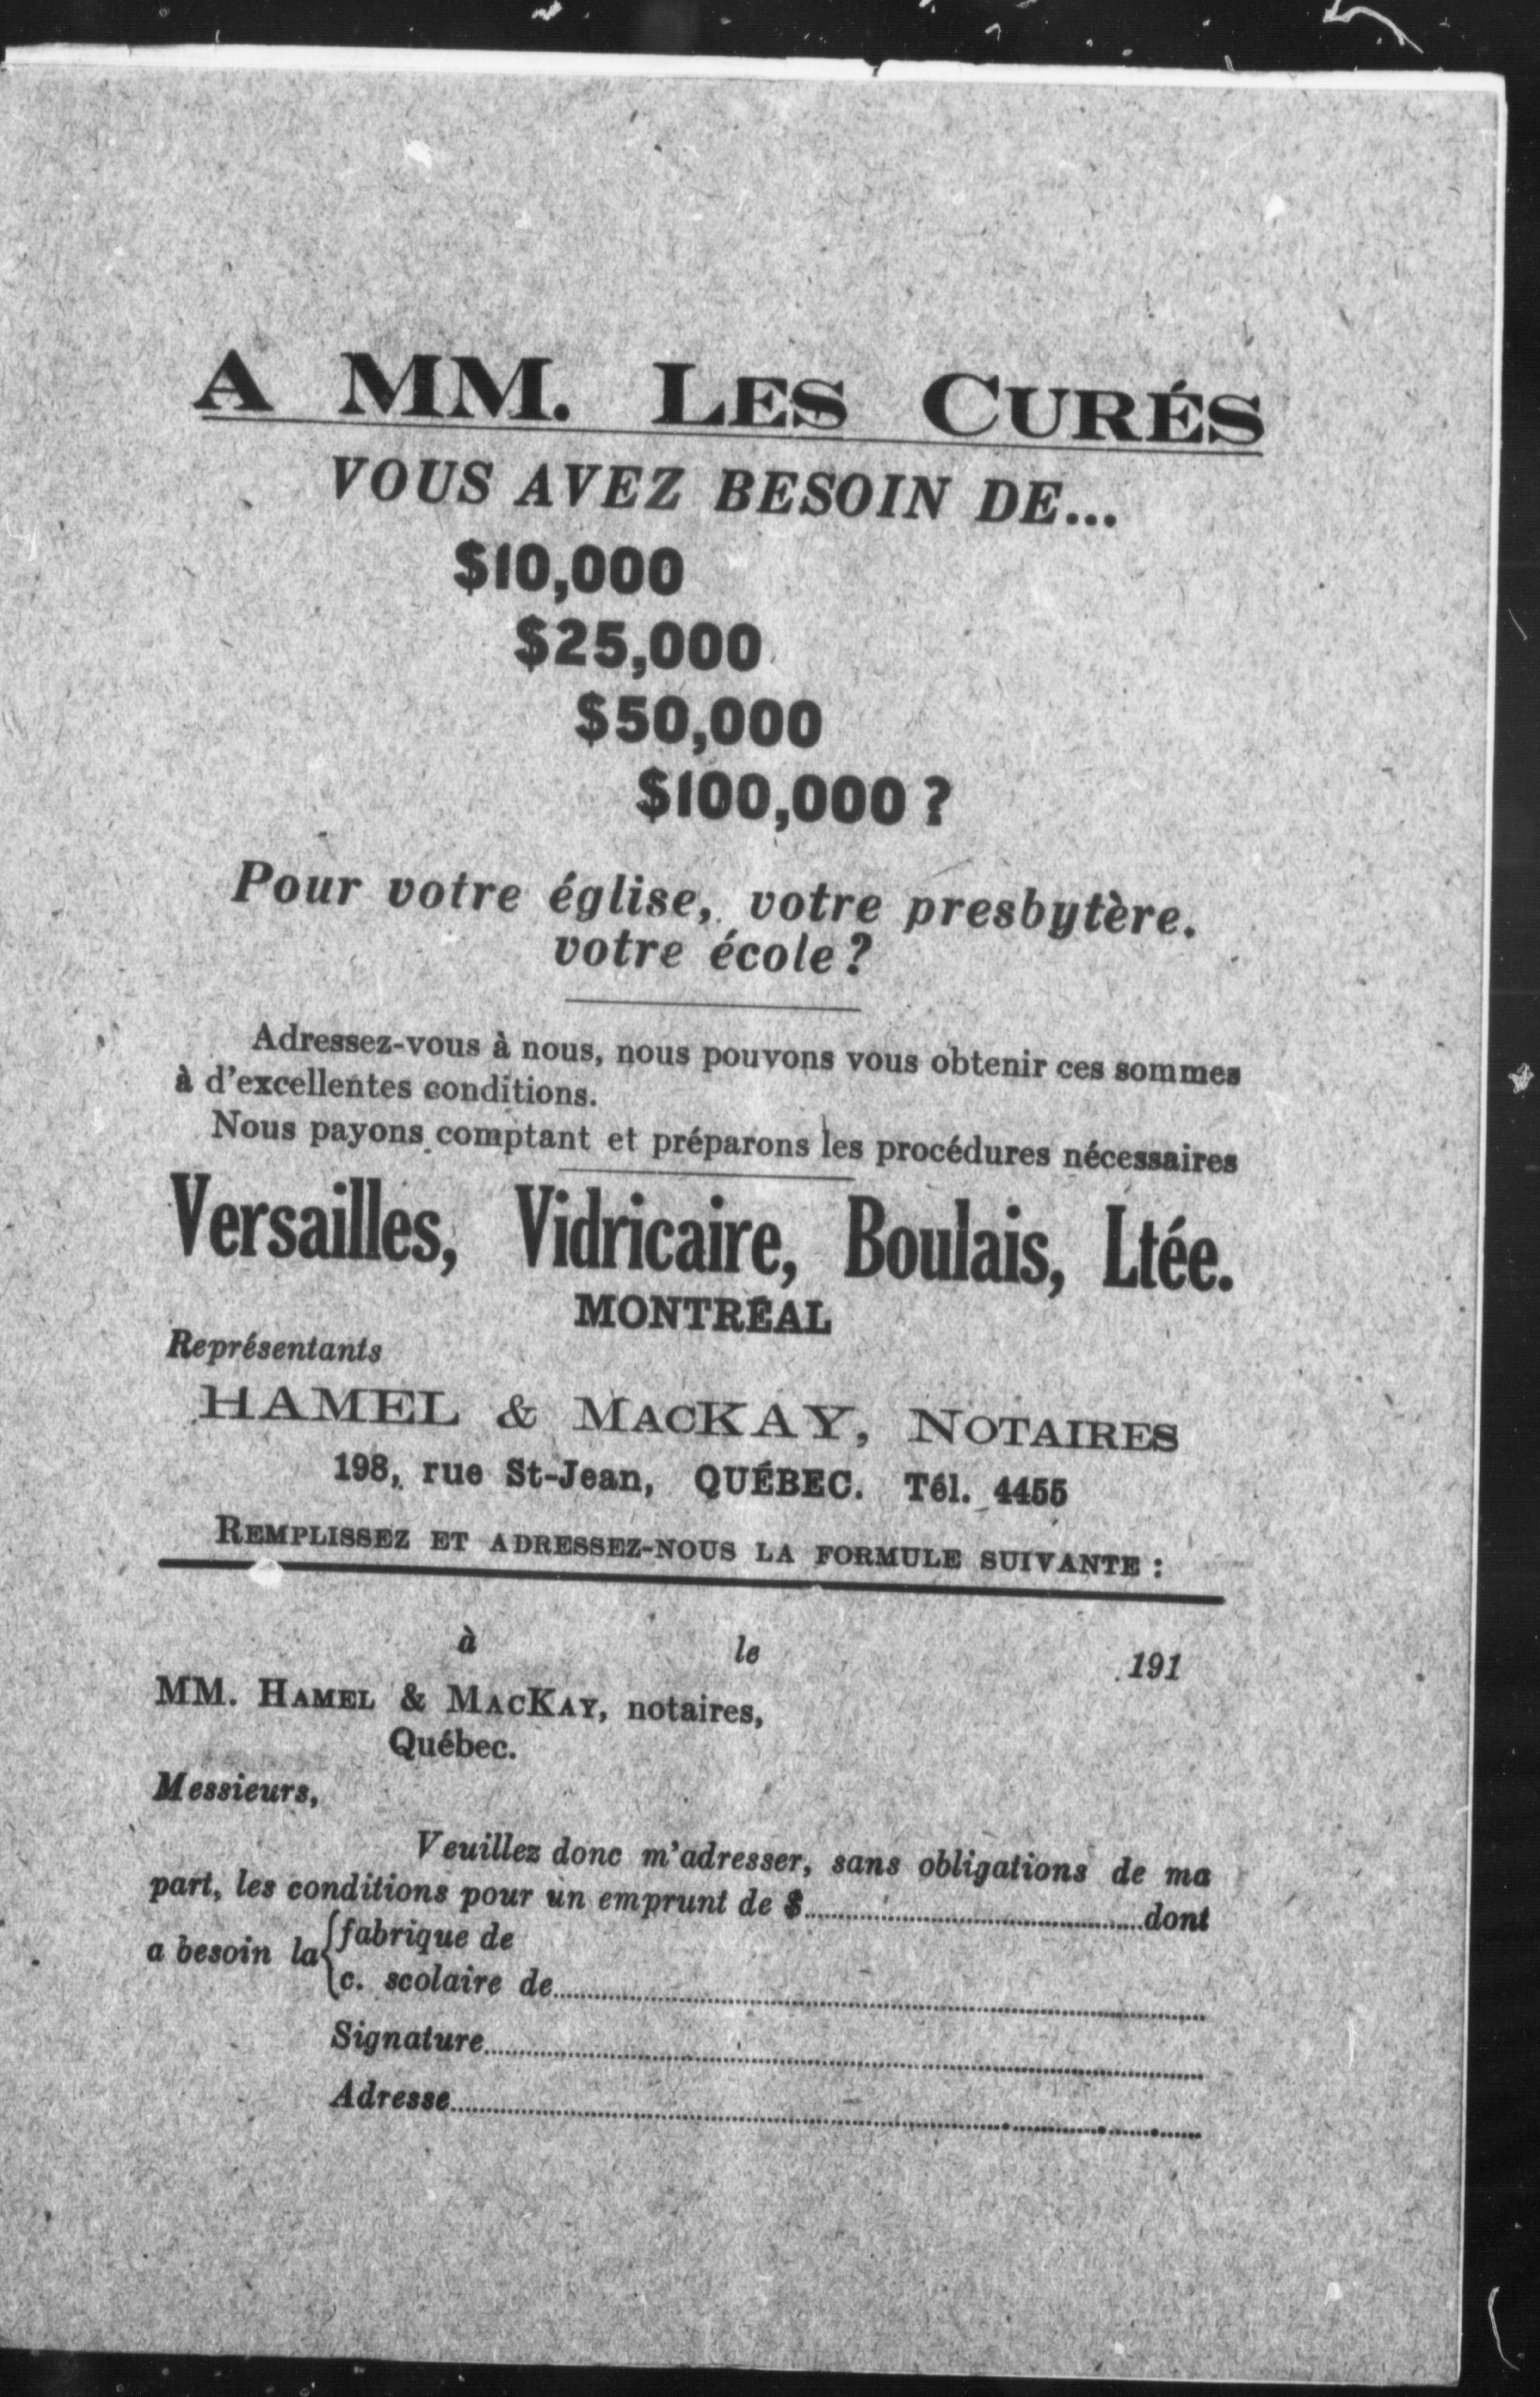 A MM. LES CURÉS
VOUS AVEZ BESOIN DE...
$10,000
$25,000
$50,000
$100,000 ?
Pour votre église, votre presbytère.
votre école ?
Adressez-vous à nous, nous pouvons vous obtenir ces sommes
à d'excellentes conditions.
Nous payons comptant et préparons les procédures nécessaires
Versailles, Vidricaire, Boulais, Ltée.
MONTRÉAL
Représentants
HAMEL & MACKAY, NOTAIRES
198, rue St-Jean, QUÉBEC. Tél. 4455
REMPLISSEZ ET ADRESSEZ-NOUS LA FORMULE SUIVANTE :
à le 191
MM. HAMEL & MACKAY, notaires,
Québec.
Messieurs,
Veuillez donc m'adresser, sans obligations de ma
part, les conditions pour un emprunt de $..............................dont
a besoin la { fabrique de
c. scolaire de..............................
Signature..............................
Adresse..............................